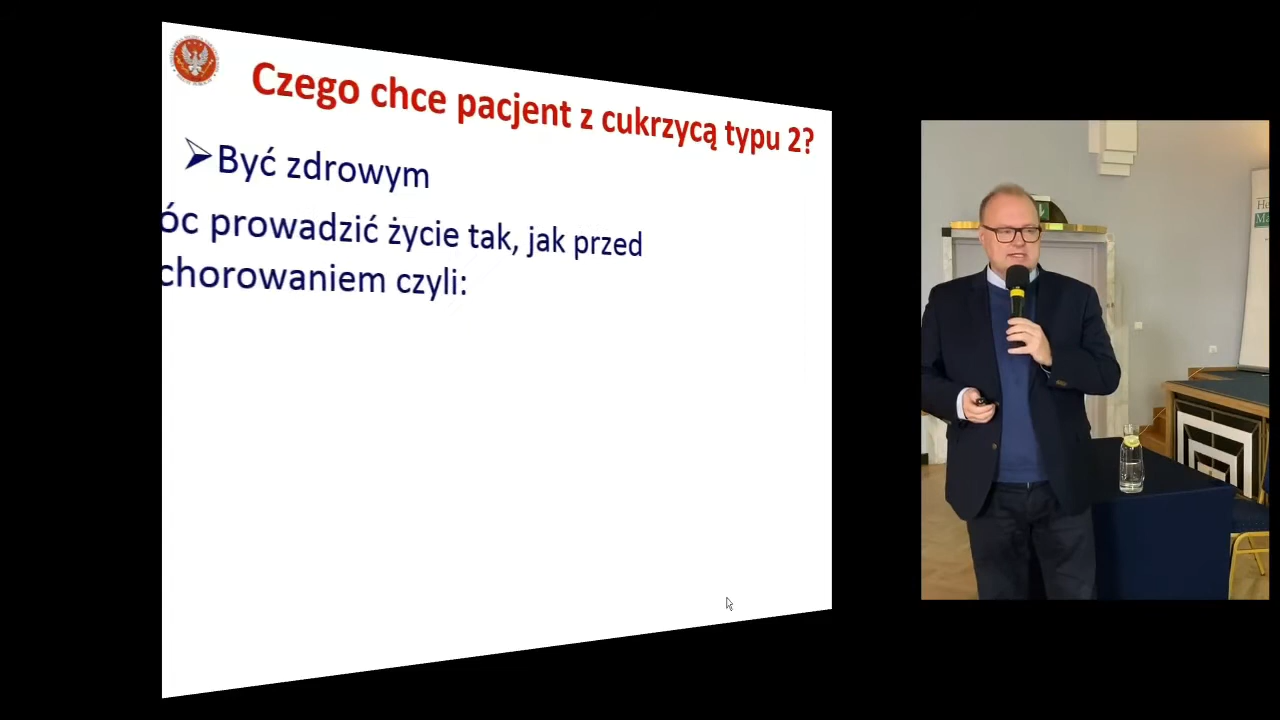 Czego chce pacjent z cukrzycą typu 2?
Być zdrowym
óc prowadzić życie tak, jak przed
chorowaniem czyli: